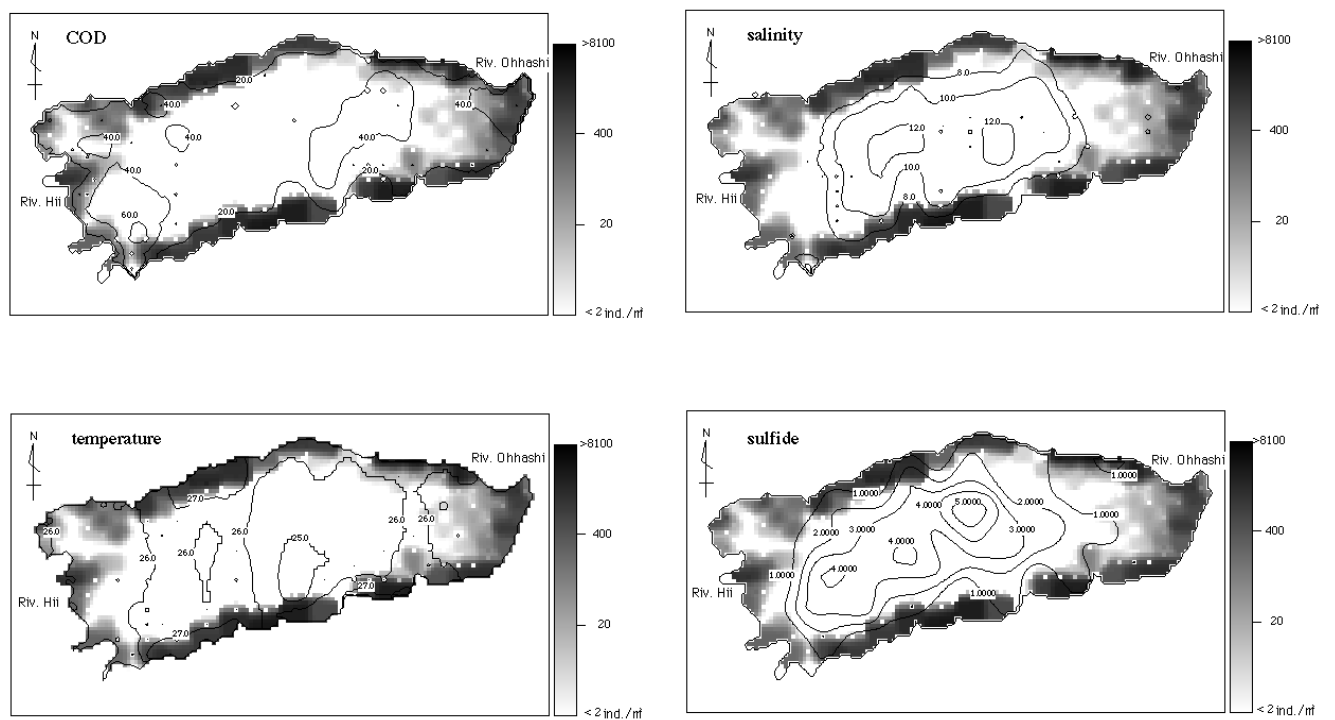 COD
N
Riv. Ohhashi
Riv. Hii
20.0
40.0
40.0
40.0
40.0
40.0
40.0
20.0
20.0
60.0
>8100
400
20
<2 ind./㎡
salinity
N
Riv. Ohhashi
Riv. Hii
8.0
10.0
12.0
12.0
10.0
8.0
>8100
400
20
<2 ind./㎡
temperature
N
Riv. Ohhashi
Riv. Hii
27.0
26.0
26.0
26.0
26.0
26.0
26.0
25.0
27.0
27.0
>8100
400
20
<2 ind./㎡
sulfide
N
Riv. Ohhashi
Riv. Hii
1.0000
1.0000
2.0000
4.0000
5.0000
2.0000
1.0000
3.0000
3.0000
4.0000
4.0000
1.0000
1.0000
>8100
400
20
<2 ind./㎡